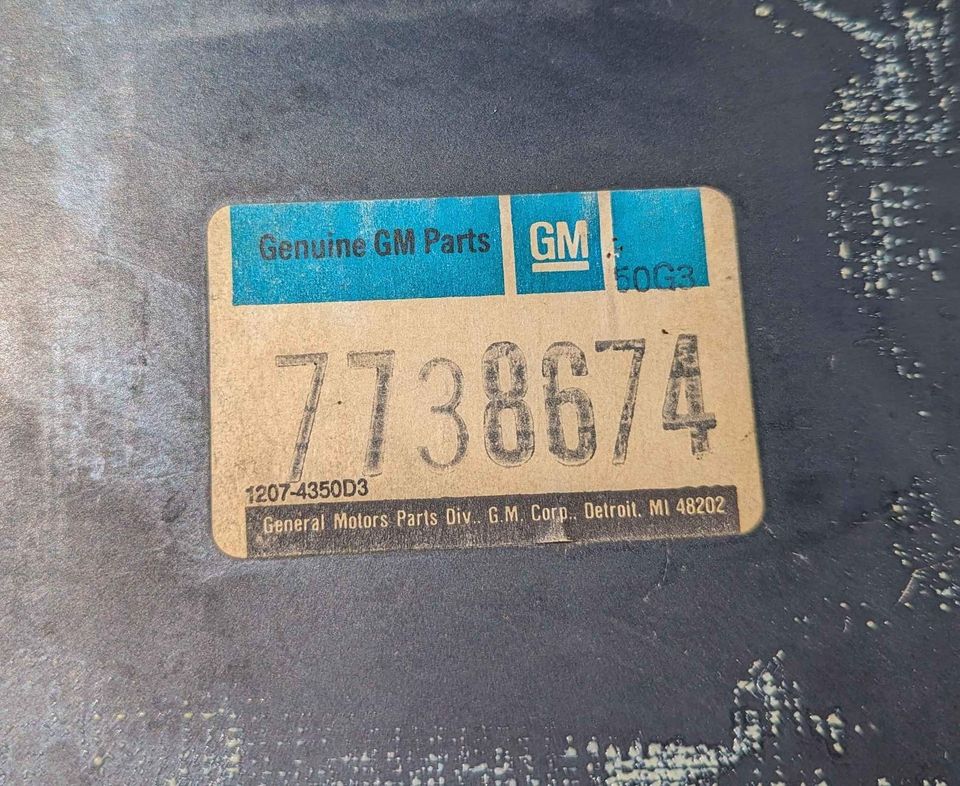 Genuine GM Parts GM
50G3
7738674
1207-4350D3
General Motors Parts Div., G.M. Corp., Detroit, MI 48202